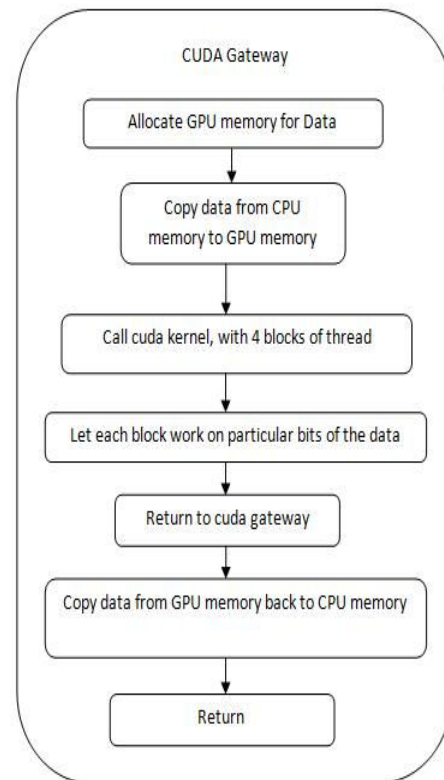 CUDA Gateway
Allocate GPU memory for Data
Copy data from CPU
memory to GPU memory
Call cuda kernel, with 4 blocks of thread
Let each block work on particular bits of the data
Return to cuda gateway
Copy data from GPU memory back to CPU memory
Return